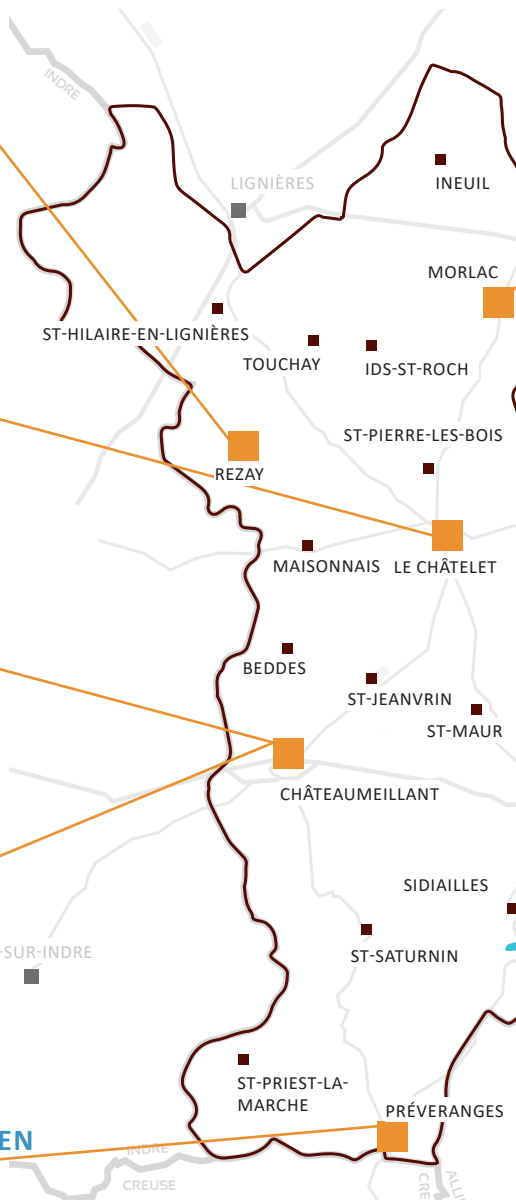 INDRE
LIGNIÈRES
INEUIL
MORLAC
ST-HILAIRE-EN-LIGNIÈRES
TOUCHAY
IDS-ST-ROCH
ST-PIERRE-LES-BOIS
REZAY
MAISONNAIS
LE CHÂTELET
BEDDES
ST-JEANVRIN
ST-MAUR
CHÂTEAUMEILLANT
SIDIAILLES
-SUR-INDRE
ST-SATURNIN
ST-PRIEST-LA-
MARCHE
PRÉVERANGES
EN
INDRE
CREUSE
CRE
ALLI